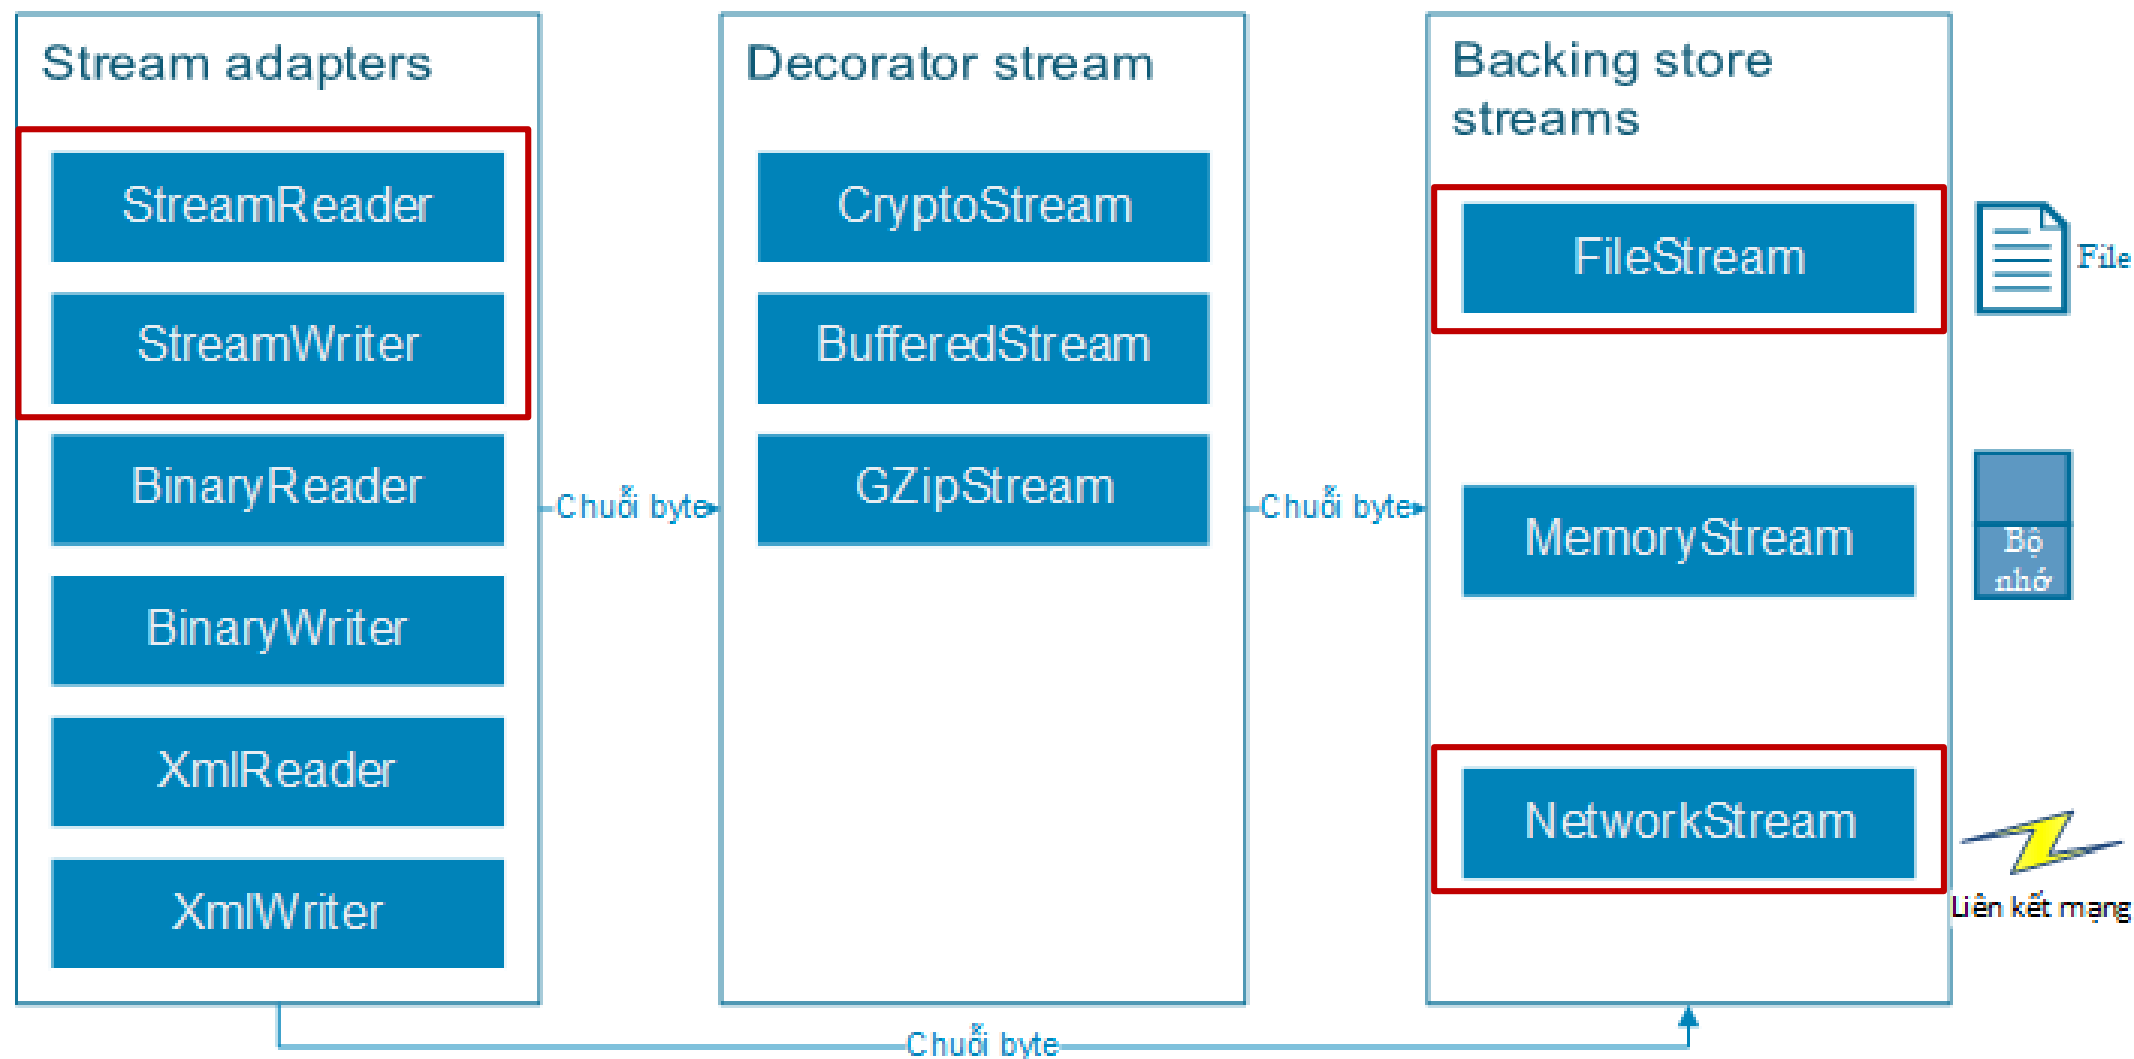 Stream adapters
StreamReader
StreamWriter
BinaryReader
BinaryWriter
XmlReader
XmlWriter
Chuỗi byte
Decorator stream
CryptoStream
BufferedStream
GZipStream
Chuỗi byte
Backing store
streams
FileStream
File
MemoryStream
Bộ
nhớ
NetworkStream
Liên kết mạng
Chuỗi byte